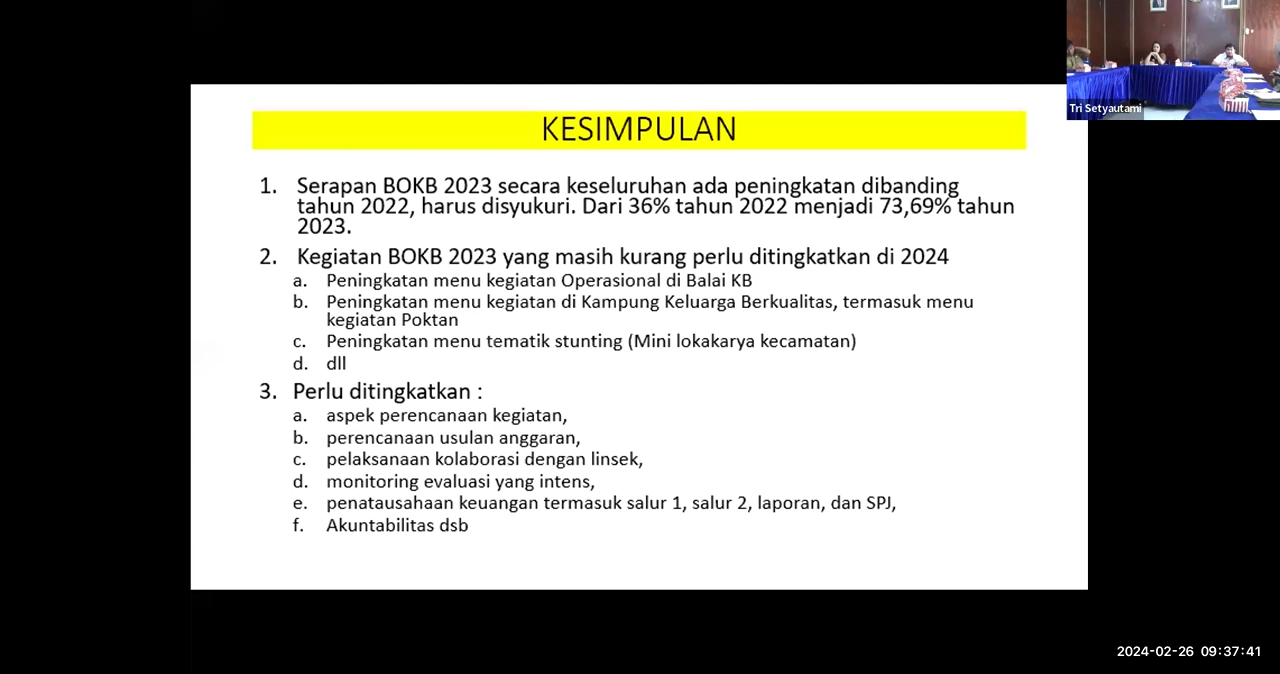 Tri Setyautami
KESIMPULAN
1. Serapan BOKB 2023 secara keseluruhan ada peningkatan dibanding
tahun 2022, harus disyukuri. Dari 36% tahun 2022 menjadi 73,69% tahun
2023.
2. Kegiatan BOKB 2023 yang masih kurang perlu ditingkatkan di 2024
a. Peningkatan menu kegiatan Operasional di Balai KB
b. Peningkatan menu kegiatan di Kampung Keluarga Berkualitas, termasuk menu
kegiatan Poktan
c. Peningkatan menu tematik stunting (Mini lokakarya kecamatan)
d. dll
3. Perlu ditingkatkan :
a. aspek perencanaan kegiatan,
b. perencanaan usulan anggaran,
c. pelaksanaan kolaborasi dengan linsek,
d. monitoring evaluasi yang intens,
e. penatausahaan keuangan termasuk salur 1, salur 2, laporan, dan SPJ,
f. Akuntabilitas dsb
2024-02-26 09:37:41